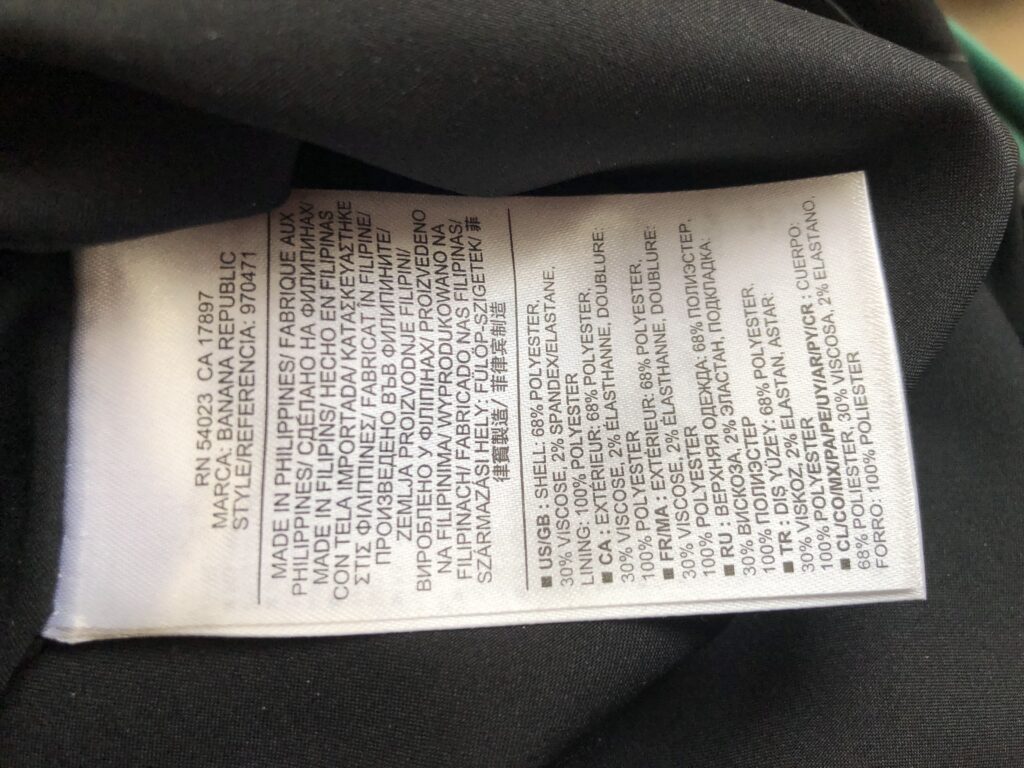 RN 54023 CA 17897
MARCA: BANANA REPUBLIC
STYLEREFERENCIA: 970471
MADE IN PHILIPPINES/ FABRIQUE AUX
PHILIPPINES/ СДЕЛАНО НА ФИЛИПИНАХ/
MADE IN FILIPINS/ HECHO EN FILIPINAS
CON TELA IMPORTADA/ ΚΑΤΑΣΚΕΥΑΣΤΗΚΕ
ΣΤΙΣ ΦΙΛΙΠΠΙΝΕΣ/ FABRICAT ÎN FILIPINE/
ПРОИЗВЕДЕНО ВЪВ ФИЛИПИНИТЕ/
ZEMLJA PROIZVODNJE FILIPINI/
ВИРОБЛЕНО У ФІЛІПІНАХ/ PROIZVEDENO
NA FILIPINIMA/ WYPRODUKOWANO NA
FILIPINACH/ FABRICADO NAS FILIPINAS/
SZÁRMAZÁSI HELY: FÜLÖP-SZIGETEK/ 菲
律賓製造/ 菲律宾制造
■ US/GB : SHELL: 68% POLYESTER,
30% VISCOSE, 2% SPANDEX/ELASTANE,
LINING: 100% POLYESTER
■ CA : EXTÉRIEUR: 68% POLYESTER,
30% VISCOSE, 2% ÉLASTHANNE, DOUBLURE:
100% POLYESTER
■ FR/MA : EXTÉRIEUR: 68% POLYESTER,
30% VISCOSE, 2% ÉLASTHANNE, DOUBLURE:
100% POLYESTER
■ RU : ВЕРХНЯЯ ОДЕЖДА: 68% ПОЛИЭСТЕР,
30% ВИСКОЗА, 2% ЭЛАСТАН, ПОДКЛАДКА:
100% ПОЛИЭСТЕР
■ TR : DIŞ YÜZEY: 68% POLYESTER,
30% VISKOZ, 2% ELASTAN, ASTAR:
100% POLYESTER
■ CL/CO/MX/PA/PE/UY/AR/PY/CR : CUERPO:
68% POLIESTER, 30% VISCOSA, 2% ELASTANO,
FORRO: 100% POLIESTER